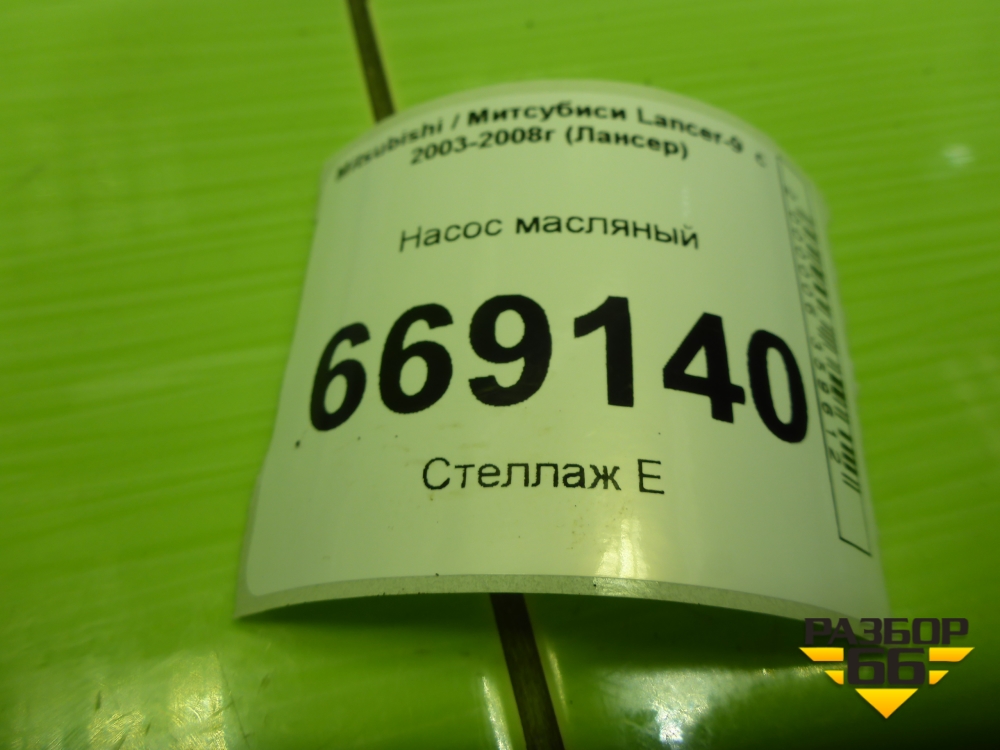 Mitsubishi / Митсубиси Lancer-9 с
2003-2008г (Лансер)
Насос масляный
669140
Стеллаж Е
РАЗБОР
66